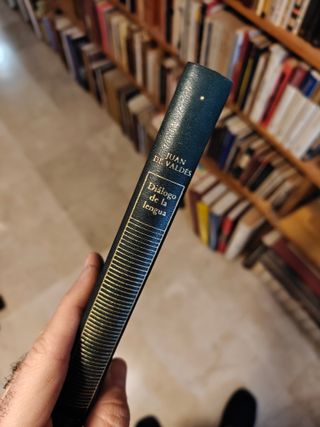 JUAN
DE VALDÉS
Diálogo
de la
lengua